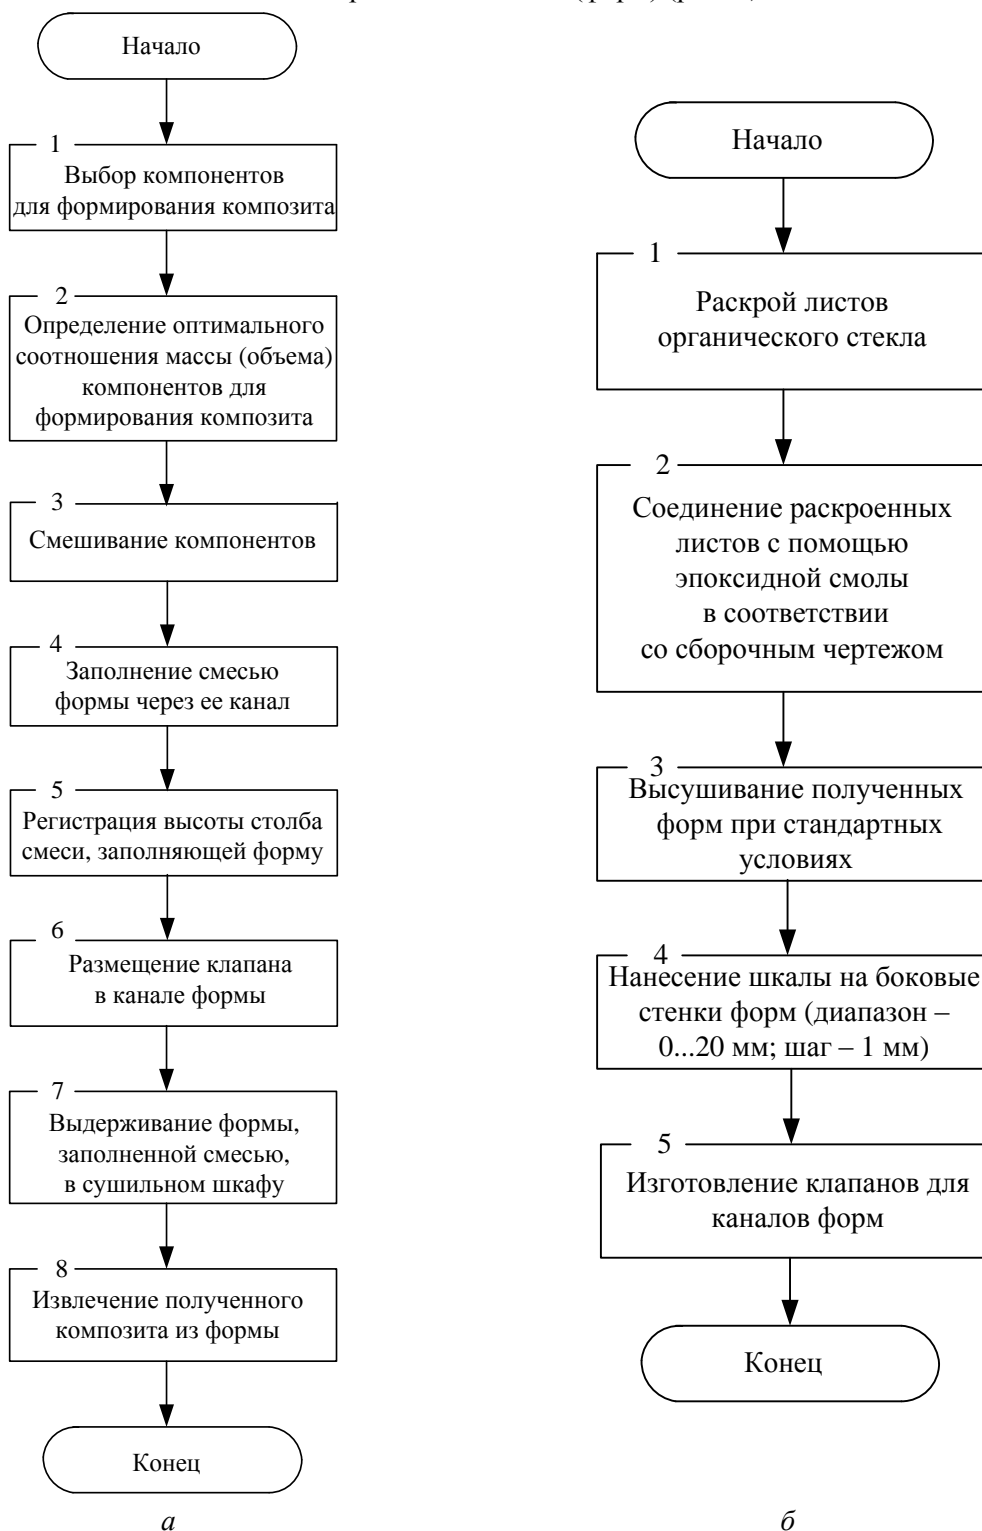 Начало
1
Выбор компонентов
для формирования композита
2
Определение оптимального
соотношения массы (объема)
компонентов для
формирования композита
3
Смешивание компонентов
4
Заполнение смесью
формы через ее канал
5
Регистрация высоты столба
смеси, заполняющей форму
6
Размещение клапана
в канале формы
7
Выдерживание формы,
заполненной смесью,
в сушильном шкафу
8
Извлечение полученного
композита из формы
Конец
а
Начало
1
Раскрой листов
органического стекла
2
Соединение раскроенных
листов с помощью
эпоксидной смолы
в соответствии
со сборочным чертежом
3
Высушивание полученных
форм при стандартных
условиях
4
Нанесение шкалы на боковые
стенки форм (диапазон –
0...20 мм; шаг – 1 мм)
5
Изготовление клапанов для
каналов форм
Конец
б